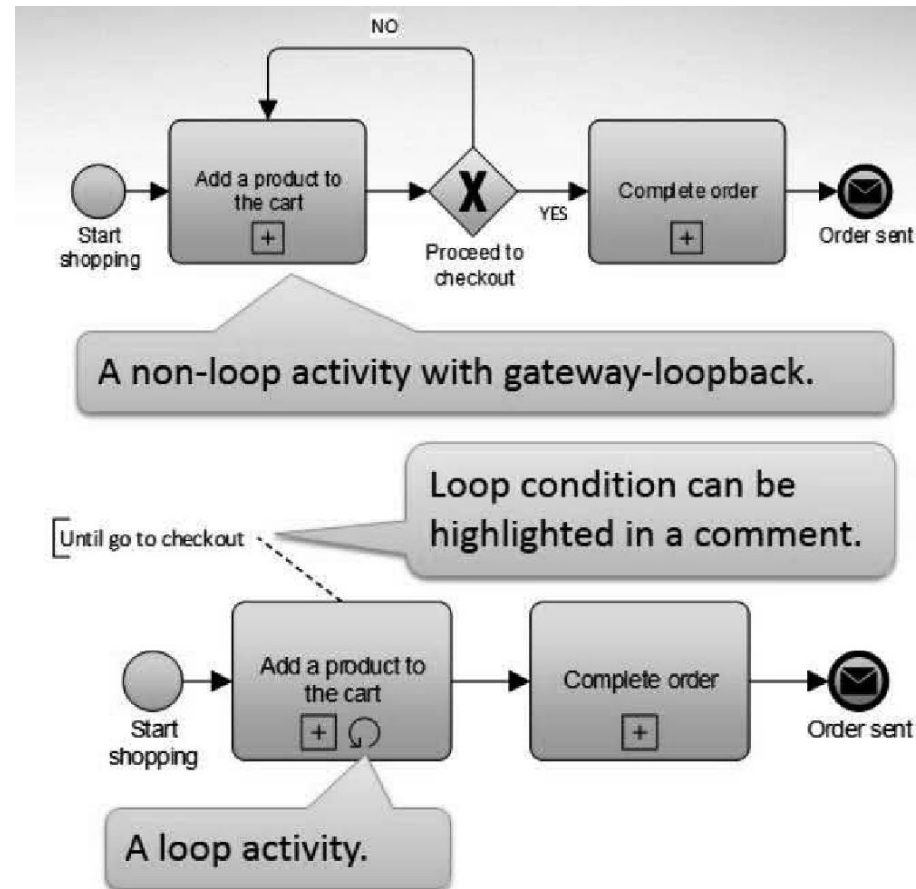 NO
Add a product to
the cart
Complete order
YES
Start
shopping
Proceed to
checkout
Order sent
A non-loop activity with gateway-loopback.
Loop condition can be
highlighted in a comment.
Until go to checkout
Add a product to
the cart
Complete order
Start
shopping
Order sent
A loop activity.